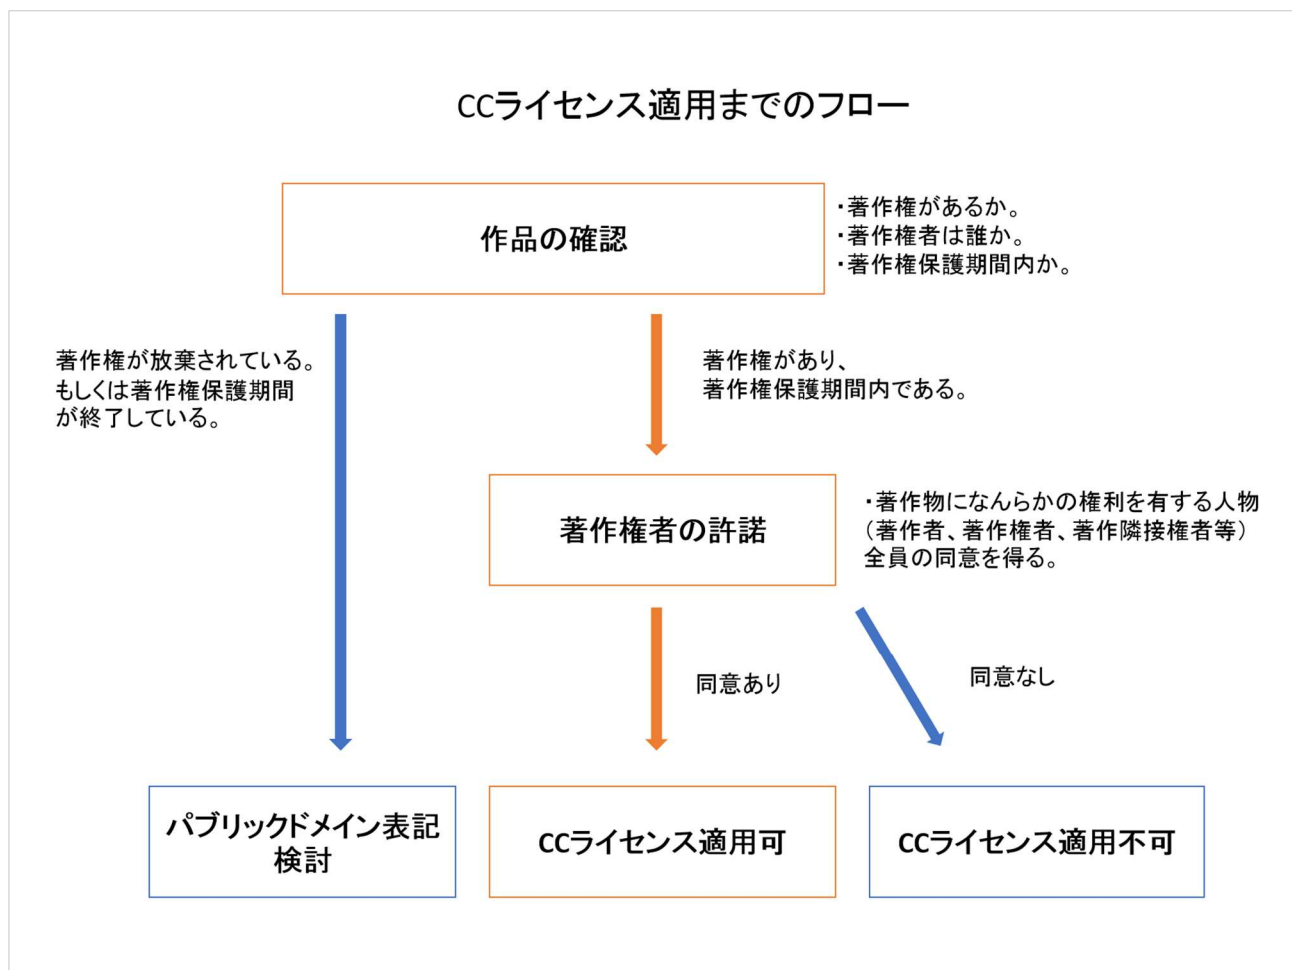 CCライセンス適用までのフロー
作品の確認
・著作権があるか。
・著作権者は誰か。
・著作権保護期間内か。
著作権が放棄されている。
もしくは著作権保護期間
が終了している。
著作権があり、
著作権保護期間内である。
著作権者の許諾
・著作物になんらかの権利を有する人物
（著作者、著作権者、著作隣接権者等）
全員の同意を得る。
同意あり
同意なし
パブリックドメイン表記
検討
CCライセンス適用可
CCライセンス適用不可